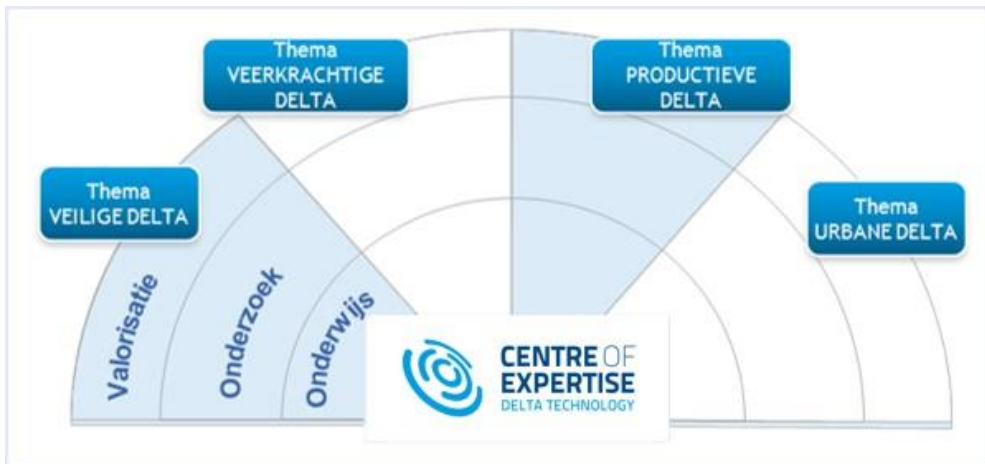 Thema
VEERKRACHTIGE
DELTA
Thema
PRODUCTIEVE
DELTA
Thema
VEILIGE DELTA
Thema
URBANE DELTA
Valorisatie
Onderzoek
Onderwijs
CENTRE OF
EXPERTISE
DELTA TECHNOLOGY